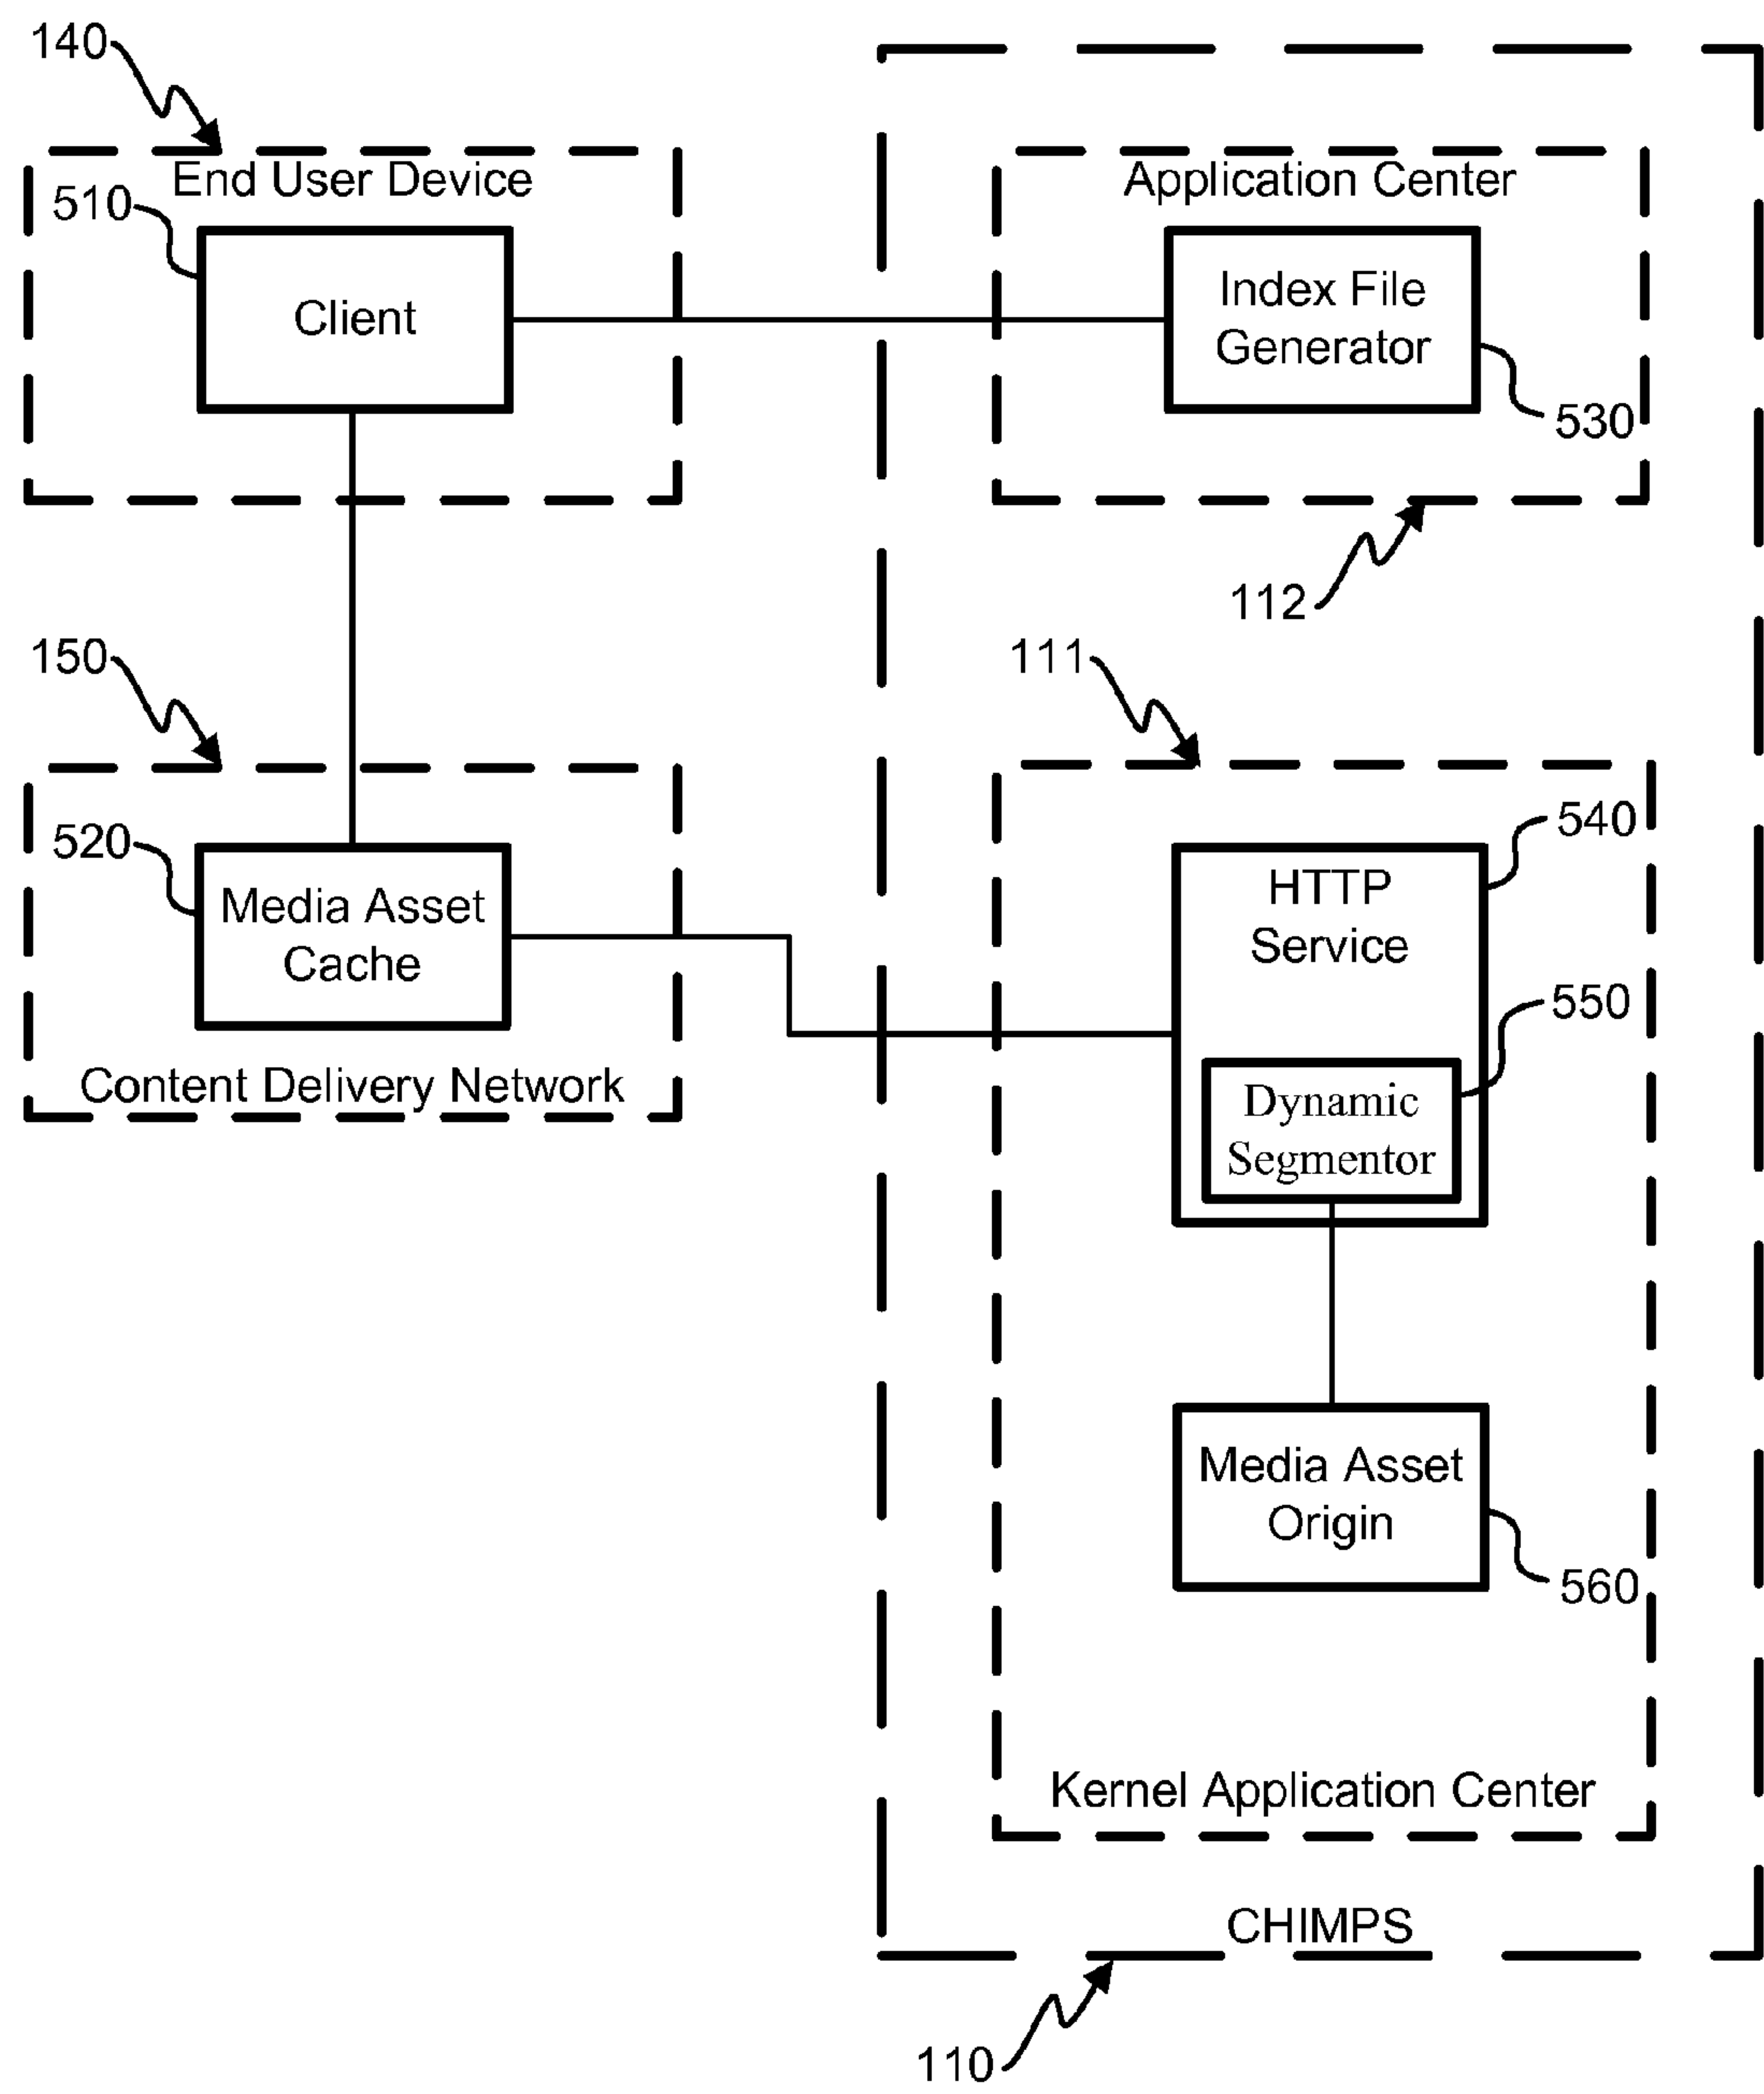 140
End User Device
510
Client
Application Center
Index File
Generator
530
112
150
520
Media Asset
Cache
Content Delivery Network
111
540
HTTP
Service
550
Dynamic
Segmentor
Media Asset
Origin
560
Kernel Application Center
CHIMPS
110